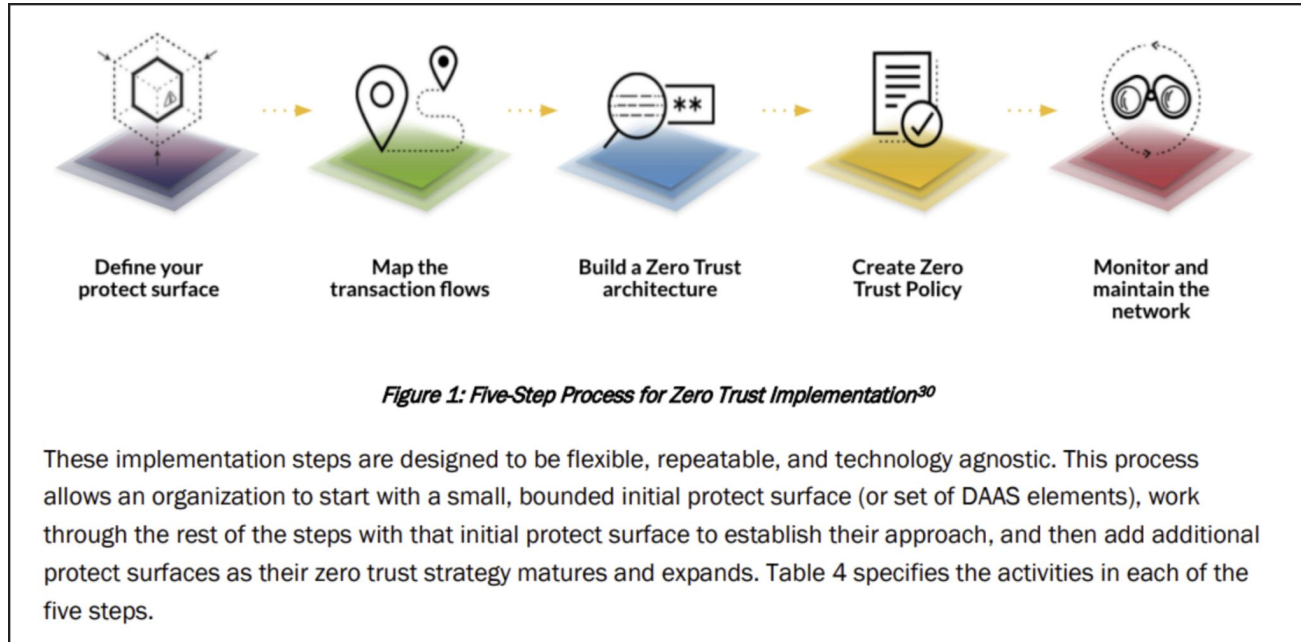 **
Define your
protect surface
Map the
transaction flows
Build a Zero Trust
architecture
Create Zero
Trust Policy
Monitor and
maintain the
network
Figure 1: Five-Step Process for Zero Trust Implementation³⁰
These implementation steps are designed to be flexible, repeatable, and technology agnostic. This process
allows an organization to start with a small, bounded initial protect surface (or set of DAAS elements), work
through the rest of the steps with that initial protect surface to establish their approach, and then add additional
protect surfaces as their zero trust strategy matures and expands. Table 4 specifies the activities in each of the
five steps.